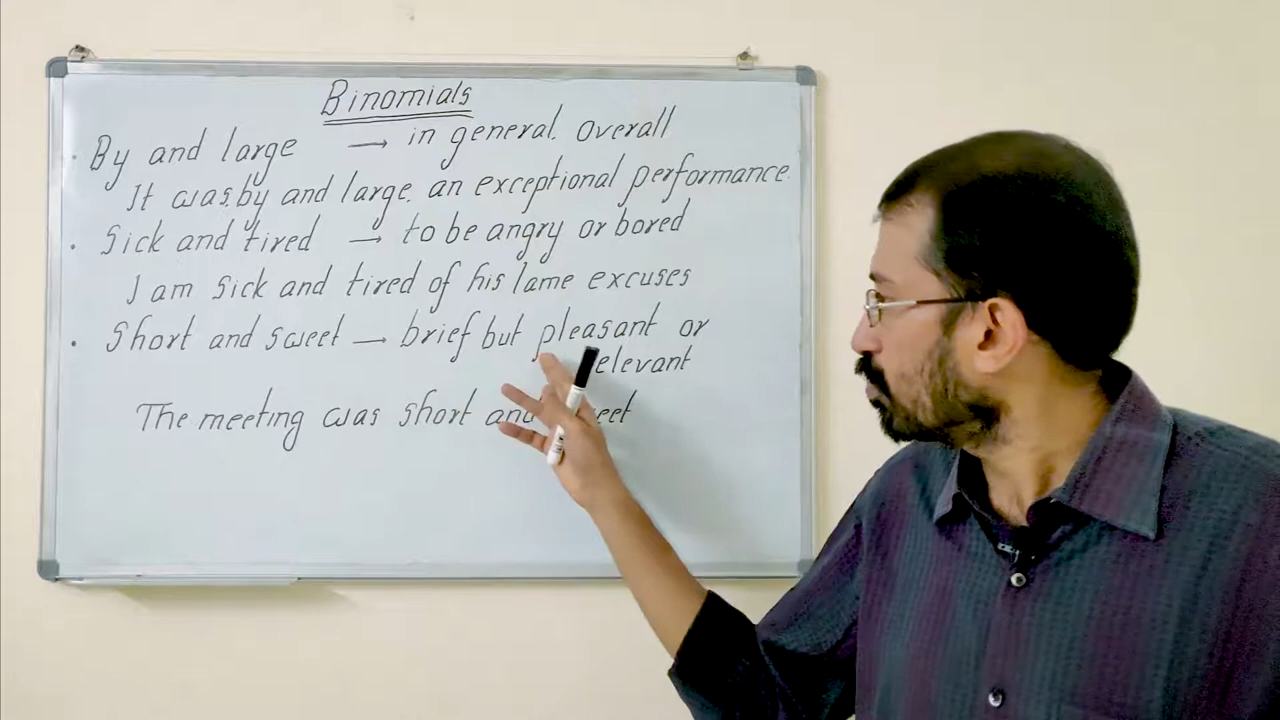 Binomials
· By and large → in general, overall
It was, by and large, an exceptional performance.
· Sick and tired → to be angry or bored
I am sick and tired of his lame excuses
· Short and sweet → brief but pleasant or
elevant
The meeting was short and eet